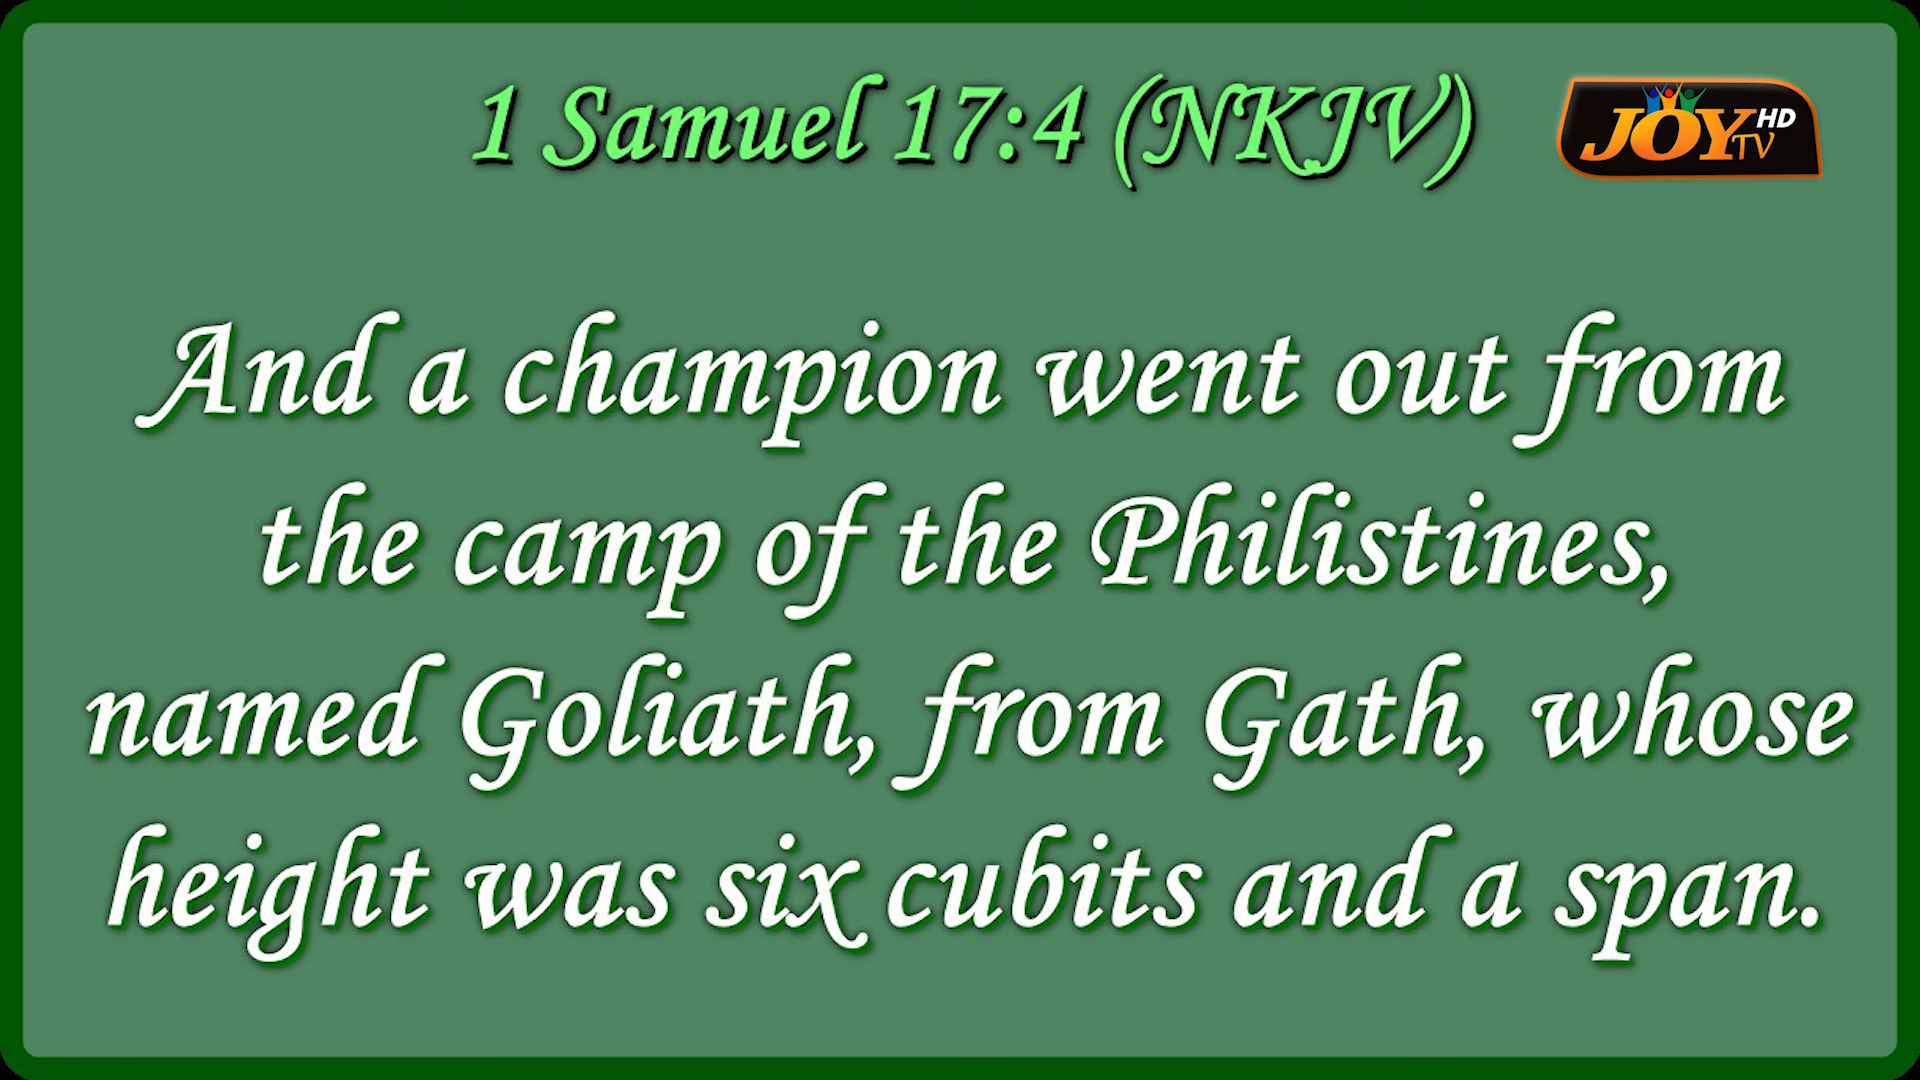 1 Samuel 17:4 (NKJV)
JOY TV HD
And a champion went out from
the camp of the Philistines,
named Goliath, from Gath, whose
height was six cubits and a span.